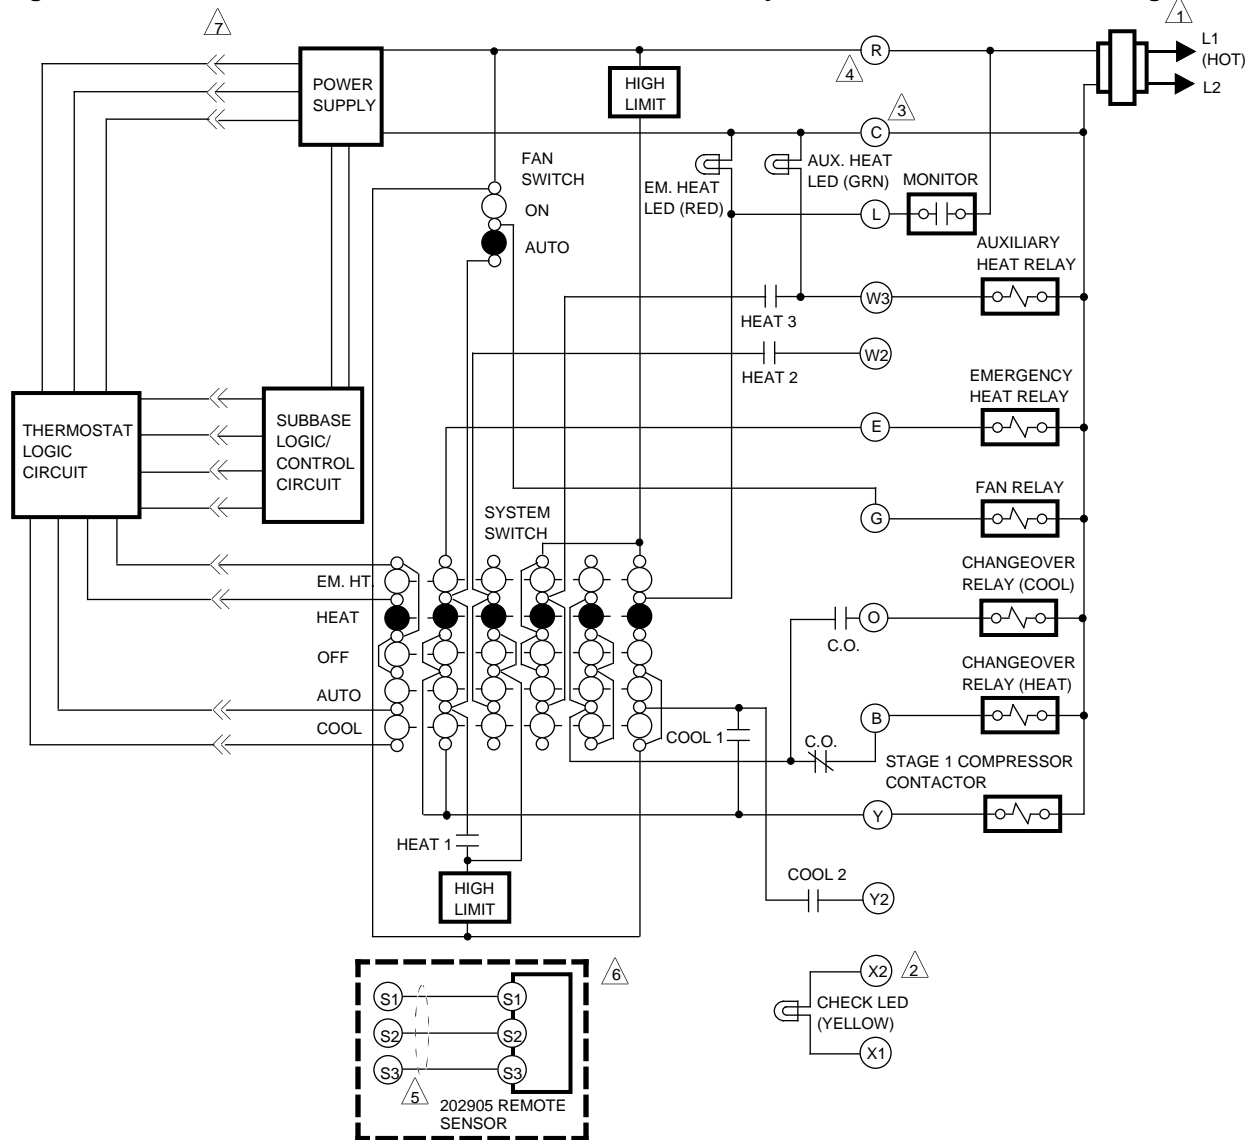 7
1
L1
(HOT)
L2
POWER
SUPPLY
HIGH
LIMIT
R
4
3
C
FAN
SWITCH
ON
AUTO
EM. HEAT
LED (RED)
AUX. HEAT
LED (GRN)
MONITOR
L
AUXILIARY
HEAT RELAY
HEAT 3
W3
HEAT 2
W2
EMERGENCY
HEAT RELAY
E
THERMOSTAT
LOGIC
CIRCUIT
SUBBASE
LOGIC/
CONTROL
CIRCUIT
FAN RELAY
G
SYSTEM
SWITCH
CHANGEOVER
RELAY (COOL)
EM. HT.
HEAT
OFF
AUTO
COOL
O
C.O.
CHANGEOVER
RELAY (HEAT)
B
COOL 1
C.O.
STAGE 1 COMPRESSOR
CONTACTOR
Y
HEAT 1
HIGH
LIMIT
COOL 2
Y2
6
X2
2
CHECK LED
(YELLOW)
X1
S1
S1
S2
S2
S3
S3
5
202905 REMOTE
SENSOR